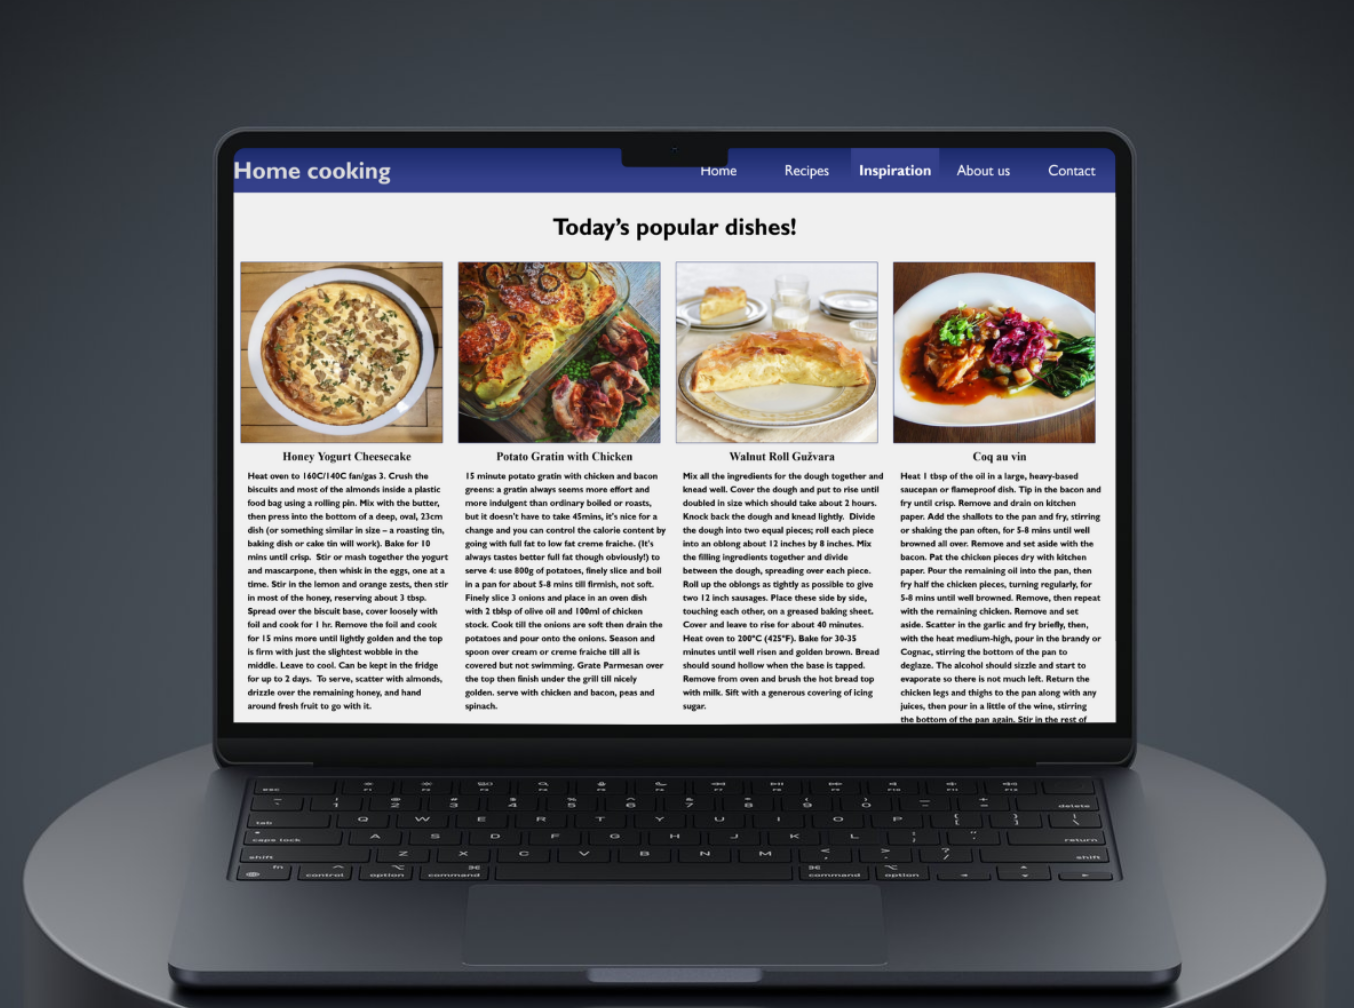 Home cooking
Home Recipes Inspiration About us Contact
Today's popular dishes!
Honey Yogurt Cheesecake
Heat oven to 160C/140C fan/gas 3. Crush the
biscuits and most of the almonds inside a plastic
food bag using a rolling pin. Mix with the butter,
then press into the bottom of a deep, oval, 23cm
dish (or something similar in size – a roasting tin,
baking dish or cake tin will work). Bake for 10
mins until crisp. Stir or mash together the yogurt
and mascarpone, then whisk in the eggs, one at a
time. Stir in the lemon and orange zests, then stir
in most of the honey, reserving about 3 tbsp.
Spread over the biscuit base, cover loosely with
foil and cook for 1 hr. Remove the foil and cook
for 15 mins more until lightly golden and the top
is firm with just the slightest wobble in the
middle. Leave to cool. Can be kept in the fridge
for up to 2 days. To serve, scatter with almonds,
drizzle over the remaining honey, and hand
around fresh fruit to go with it.
Potato Gratin with Chicken
15 minute potato gratin with chicken and bacon
greens: a gratin always seems more effort and
more indulgent than ordinary boiled or roasts,
but it doesn't have to take 45mins, it's nice for a
change and you can control the calorie content by
going with full fat to low fat creme fraiche. (It's
always tastes better full fat though obviously!) to
serve 4: use 800g of potatoes, finely slice and boil
in a pan for about 5-8 mins till firmish, not soft.
Finely slice 3 onions and place in an oven dish
with 2 tblsp of olive oil and 100ml of chicken
stock. Cook till the onions are soft then drain the
potatoes and pour onto the onions. Season and
spoon over cream or creme fraiche till all is
covered but not swimming. Grate Parmesan over
the top then finish under the grill till nicely
golden. serve with chicken and bacon, peas and
spinach.
Walnut Roll Gužvara
Mix all the ingredients for the dough together and
knead well. Cover the dough and put to rise until
doubled in size which should take about 2 hours.
Knock back the dough and knead lightly. Divide
the dough into two equal pieces; roll each piece
into an oblong about 12 inches by 8 inches. Mix
the filling ingredients together and divide
between the dough, spreading over each piece.
Roll up the oblongs as tightly as possible to give
two 12 inch sausages. Place these side by side,
touching each other, on a greased baking sheet.
Cover and leave to rise for about 40 minutes.
Heat oven to 200°C (425°F). Bake for 30-35
minutes until well risen and golden brown. Bread
should sound hollow when the base is tapped.
Remove from oven and brush the hot bread top
with milk. Sift with a generous covering of icing
sugar.
Coq au vin
Heat 1 tbsp of the oil in a large, heavy-based
saucepan or flameproof dish. Tip in the bacon and
fry until crisp. Remove and drain on kitchen
paper. Add the shallots to the pan and fry, stirring
or shaking the pan often, for 5-8 mins until well
browned all over. Remove and set aside with the
bacon. Pat the chicken pieces dry with kitchen
paper. Pour the remaining oil into the pan, then
fry half the chicken pieces, turning regularly, for
5-8 mins until well browned. Remove, then repeat
with the remaining chicken. Remove and set
aside. Scatter in the garlic and fry briefly, then,
with the heat medium-high, pour in the brandy or
Cognac, stirring the bottom of the pan to
deglaze. The alcohol should sizzle and start to
evaporate so there is not much left. Return the
chicken legs and thighs to the pan along with any
juices, then pour in a little of the wine, stirring
the bottom of the pan again. Stir in the rest of
esc
1 2 3 4 5 6 7 8 9 0 delete
tab Q W E R T Y U I O P
caps lock A S D F G H J K L return
shift Z X C V B N M shift
fn control option command command option